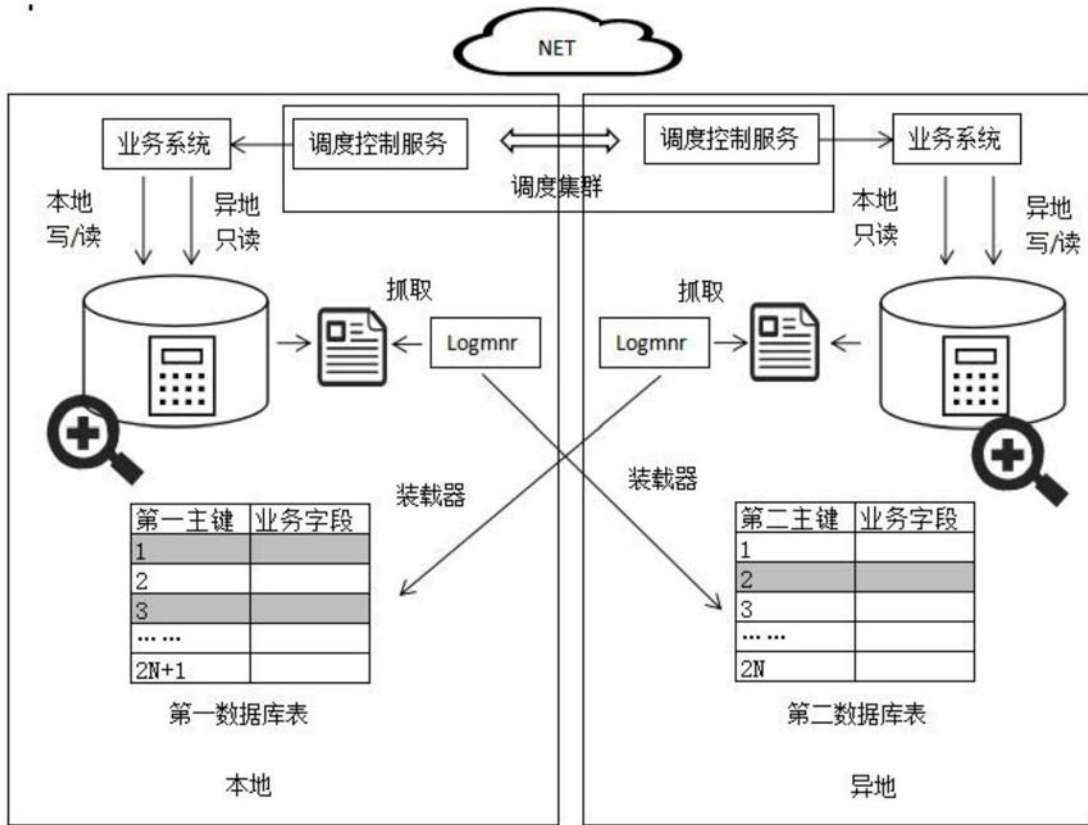 NET
业务系统
调度控制服务
调度控制服务
业务系统
调度集群
本地
写/读
异地
只读
本地
只读
异地
写/读
抓取
抓取
Logmnr
Logmnr
装载器
装载器
第一主键 业务字段
1
2
3
……
2N+1
第一数据库表
本地
第二主键 业务字段
1
2
3
……
2N
第二数据库表
异地